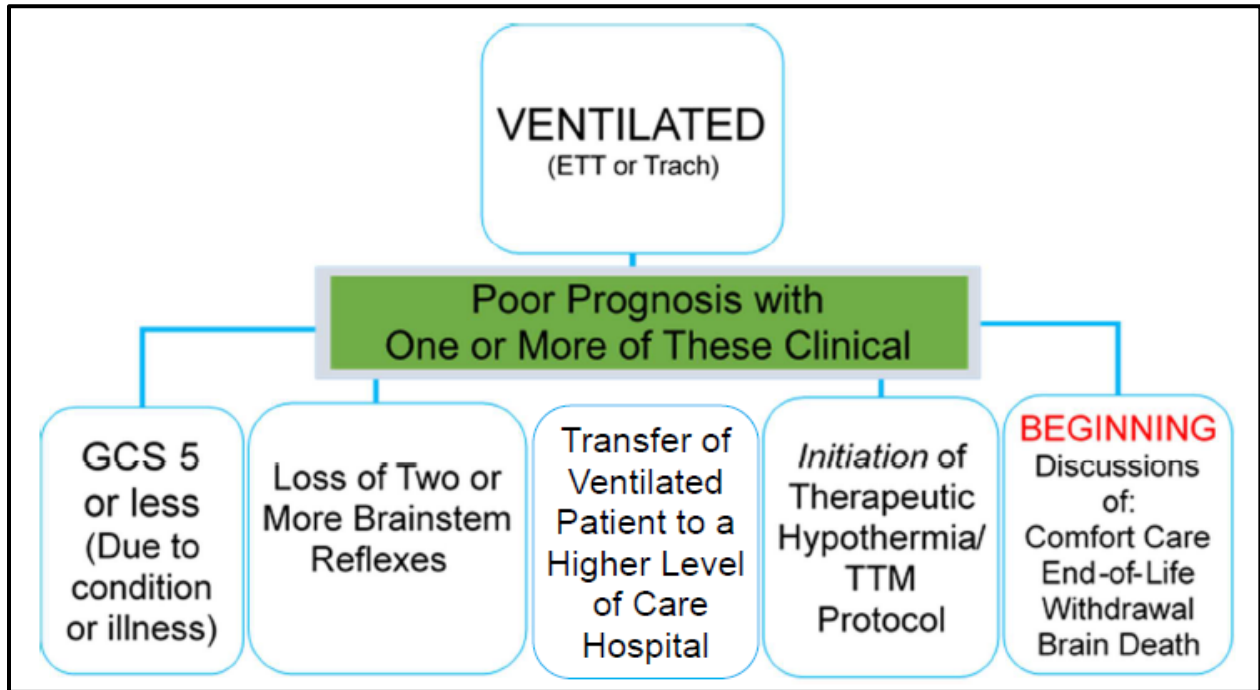 VENTILATED
(ETT or Trach)
Poor Prognosis with
One or More of These Clinical
GCS 5
or less
(Due to
condition
or illness)
Loss of Two or
More Brainstem
Reflexes
Transfer of
Ventilated
Patient to a
Higher Level
of Care
Hospital
Initiation of
Therapeutic
Hypothermia/
TTM
Protocol
BEGINNING
Discussions
of:
Comfort Care
End-of-Life
Withdrawal
Brain Death